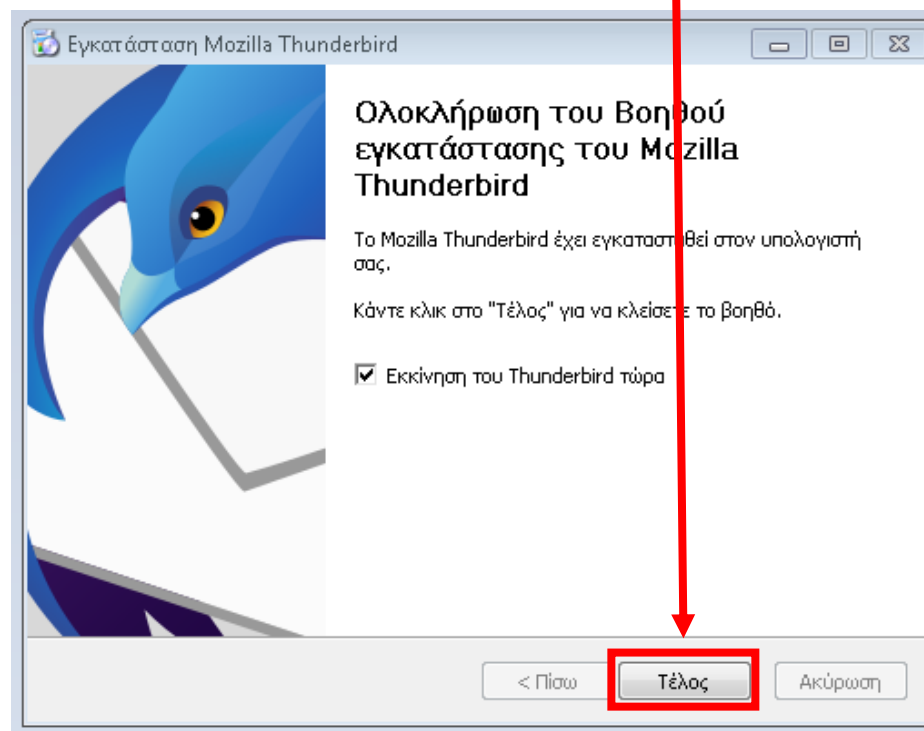 Εγκατάσταση Mozilla Thunderbird
Ολοκλήρωση του Βοηθού
εγκατάστασης του Mozilla
Thunderbird
Το Mozilla Thunderbird έχει εγκατασταθεί στον υπολογιστή
σας.
Κάντε κλικ στο "Τέλος" για να κλείσετε το βοηθό.
Εκκίνηση του Thunderbird τώρα
< Πίσω
Τέλος
Ακύρωση